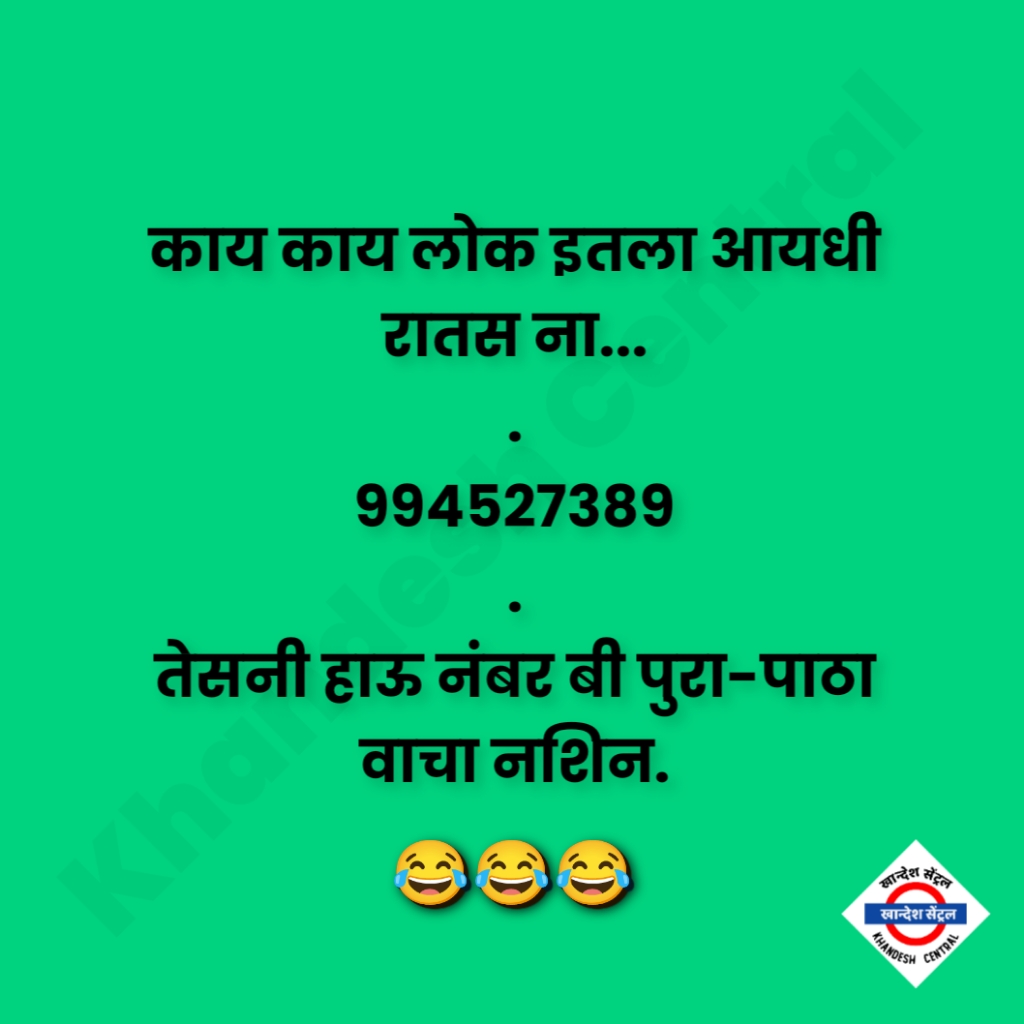 काय काय लोक इतला आयधी
रातस ना...
.
994527389
.
तेसनी हाऊ नंबर बी पुरा-पाठा
वाचा नशिन.
😂😂😂
Khandesh Central
खान्देश सेंट्रल
खान्देश सेंट्रल
KHANDESH CENTRAL